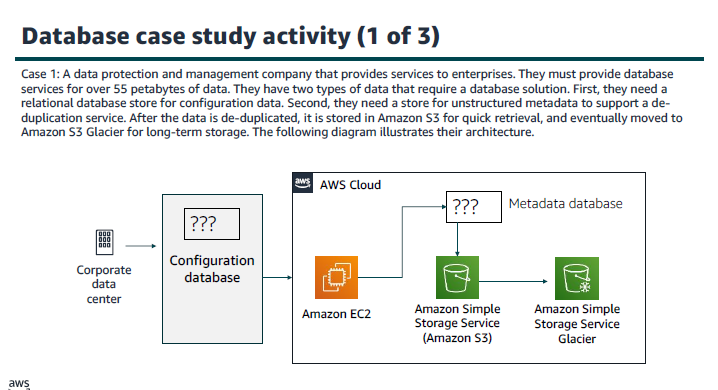 Database case study activity (1 of 3)
Case 1: A data protection and management company that provides services to enterprises. They must provide database
services for over 55 petabytes of data. They have two types of data that require a database solution. First, they need a
relational database store for configuration data. Second, they need a store for unstructured metadata to support a de-
duplication service. After the data is de-duplicated, it is stored in Amazon S3 for quick retrieval, and eventually moved to
Amazon S3 Glacier for long-term storage. The following diagram illustrates their architecture.
aws
AWS Cloud
???
Configuration
database
Corporate
data
center
???
Metadata database
Amazon EC2
Amazon Simple
Storage Service
(Amazon S3)
Amazon Simple
Storage Service
Glacier
aws